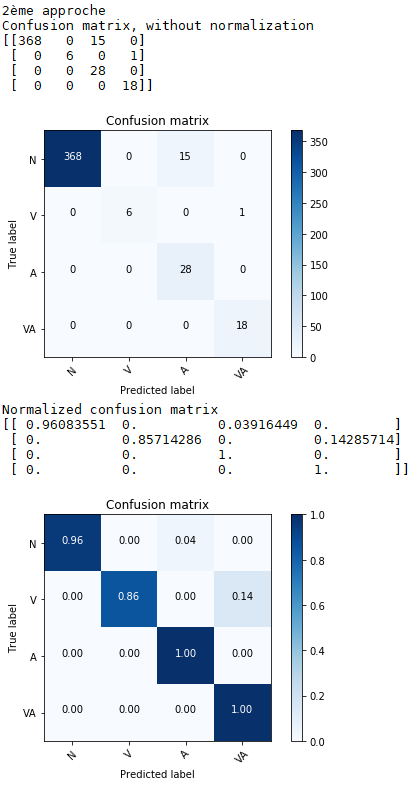 2ème approche
Confusion matrix, without normalization
[[368   0  15   0]
 [  0   6   0   1]
 [  0   0  28   0]
 [  0   0   0  18]]
Confusion matrix
N 368 0 15 0
V 0 6 0 1
A 0 0 28 0
VA 0 0 0 18
N V A VA
True label
Predicted label
350
300
250
200
150
100
50
0
Normalized confusion matrix
[[ 0.96083551  0.          0.03916449  0.        ]
 [ 0.          0.85714286  0.          0.14285714]
 [ 0.          0.          1.          0.        ]
 [ 0.          0.          0.          1.        ]]
Confusion matrix
N 0.96 0.00 0.04 0.00
V 0.00 0.86 0.00 0.14
A 0.00 0.00 1.00 0.00
VA 0.00 0.00 0.00 1.00
N V A VA
True label
Predicted label
1.0
0.8
0.6
0.4
0.2
0.0